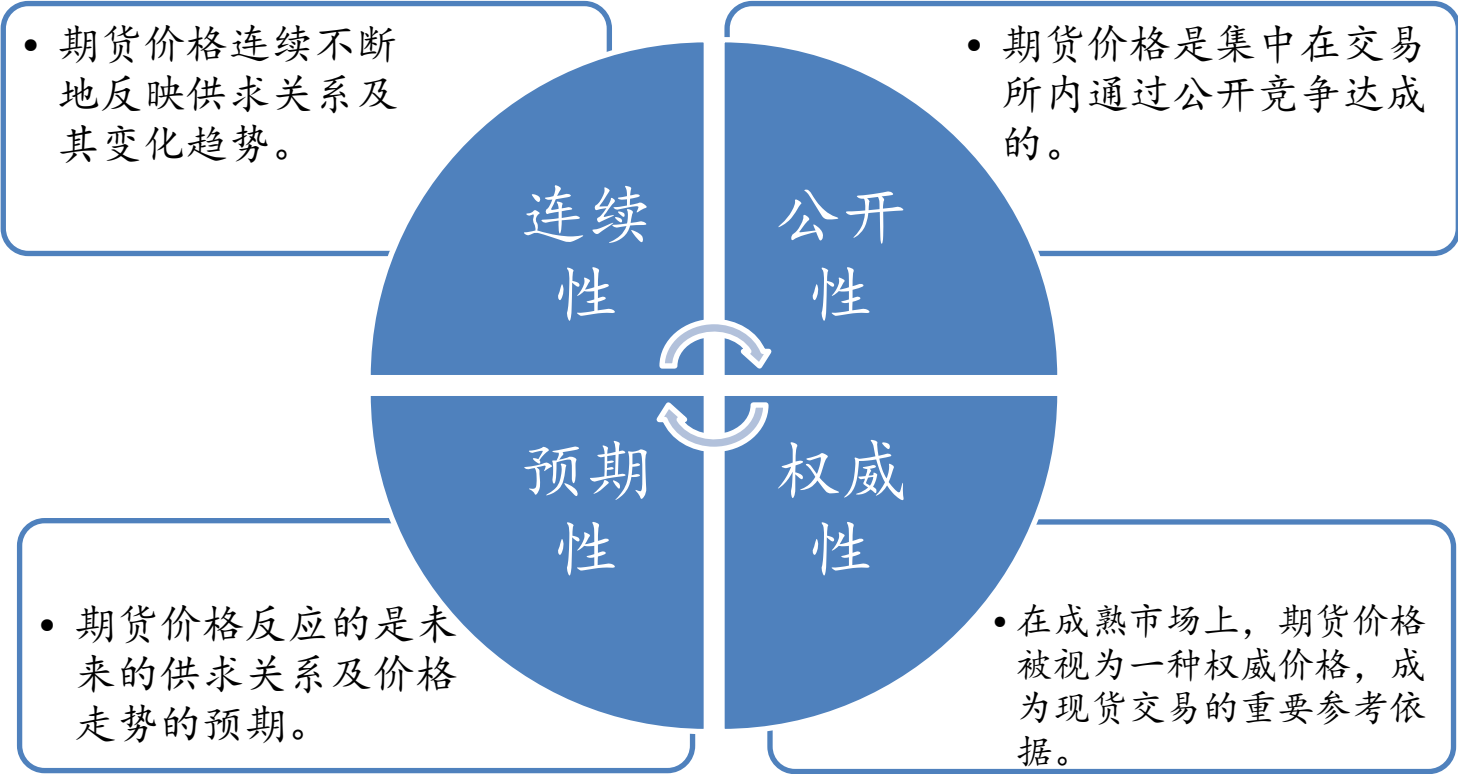 • 期货价格连续不断
地反映供求关系及
其变化趋势。
• 期货价格是集中在交易
所内通过公开竞争达成
的。
连续
性
公开
性
预期
性
权威
性
• 期货价格反应的是未
来的供求关系及价格
走势的预期。
• 在成熟市场上，期货价格
被视为一种权威价格，成
为现货交易的重要参考依
据。